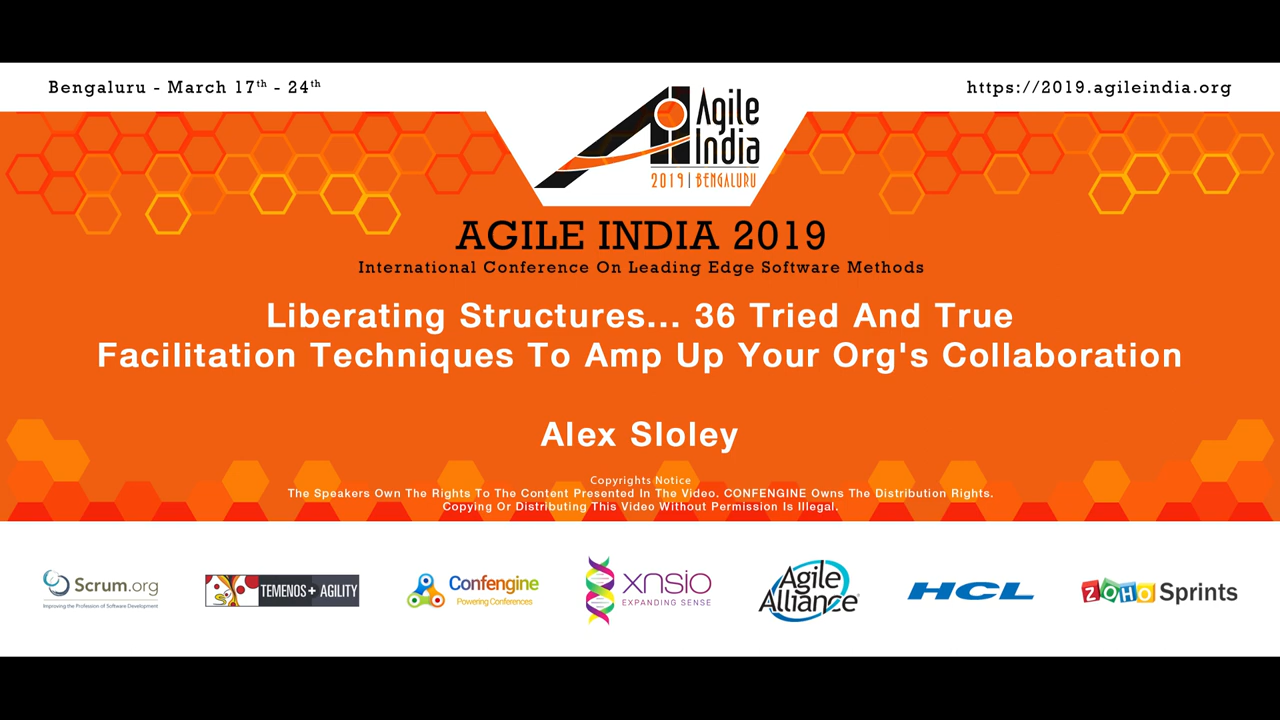 Bengaluru - March 17th - 24th
https://2019.agileindia.org
Agile
India
2019 | BENGALURU
AGILE INDIA 2019
International Conference On Leading Edge Software Methods
Liberating Structures... 36 Tried And True
Facilitation Techniques To Amp Up Your Org's Collaboration
Alex Sloley
Copyrights Notice
The Speakers Own The Rights To The Content Presented In The Video. CONFENGINE Owns The Distribution Rights.
Copying Or Distributing This Video Without Permission Is Illegal.
Scrum.org
Improving the Profession of Software Development
TEMENOS+AGILITY
Confengine
Powering Conferences
xnsio
EXPANDING SENSE
Agile
Alliance
HCL
ZOHO Sprints